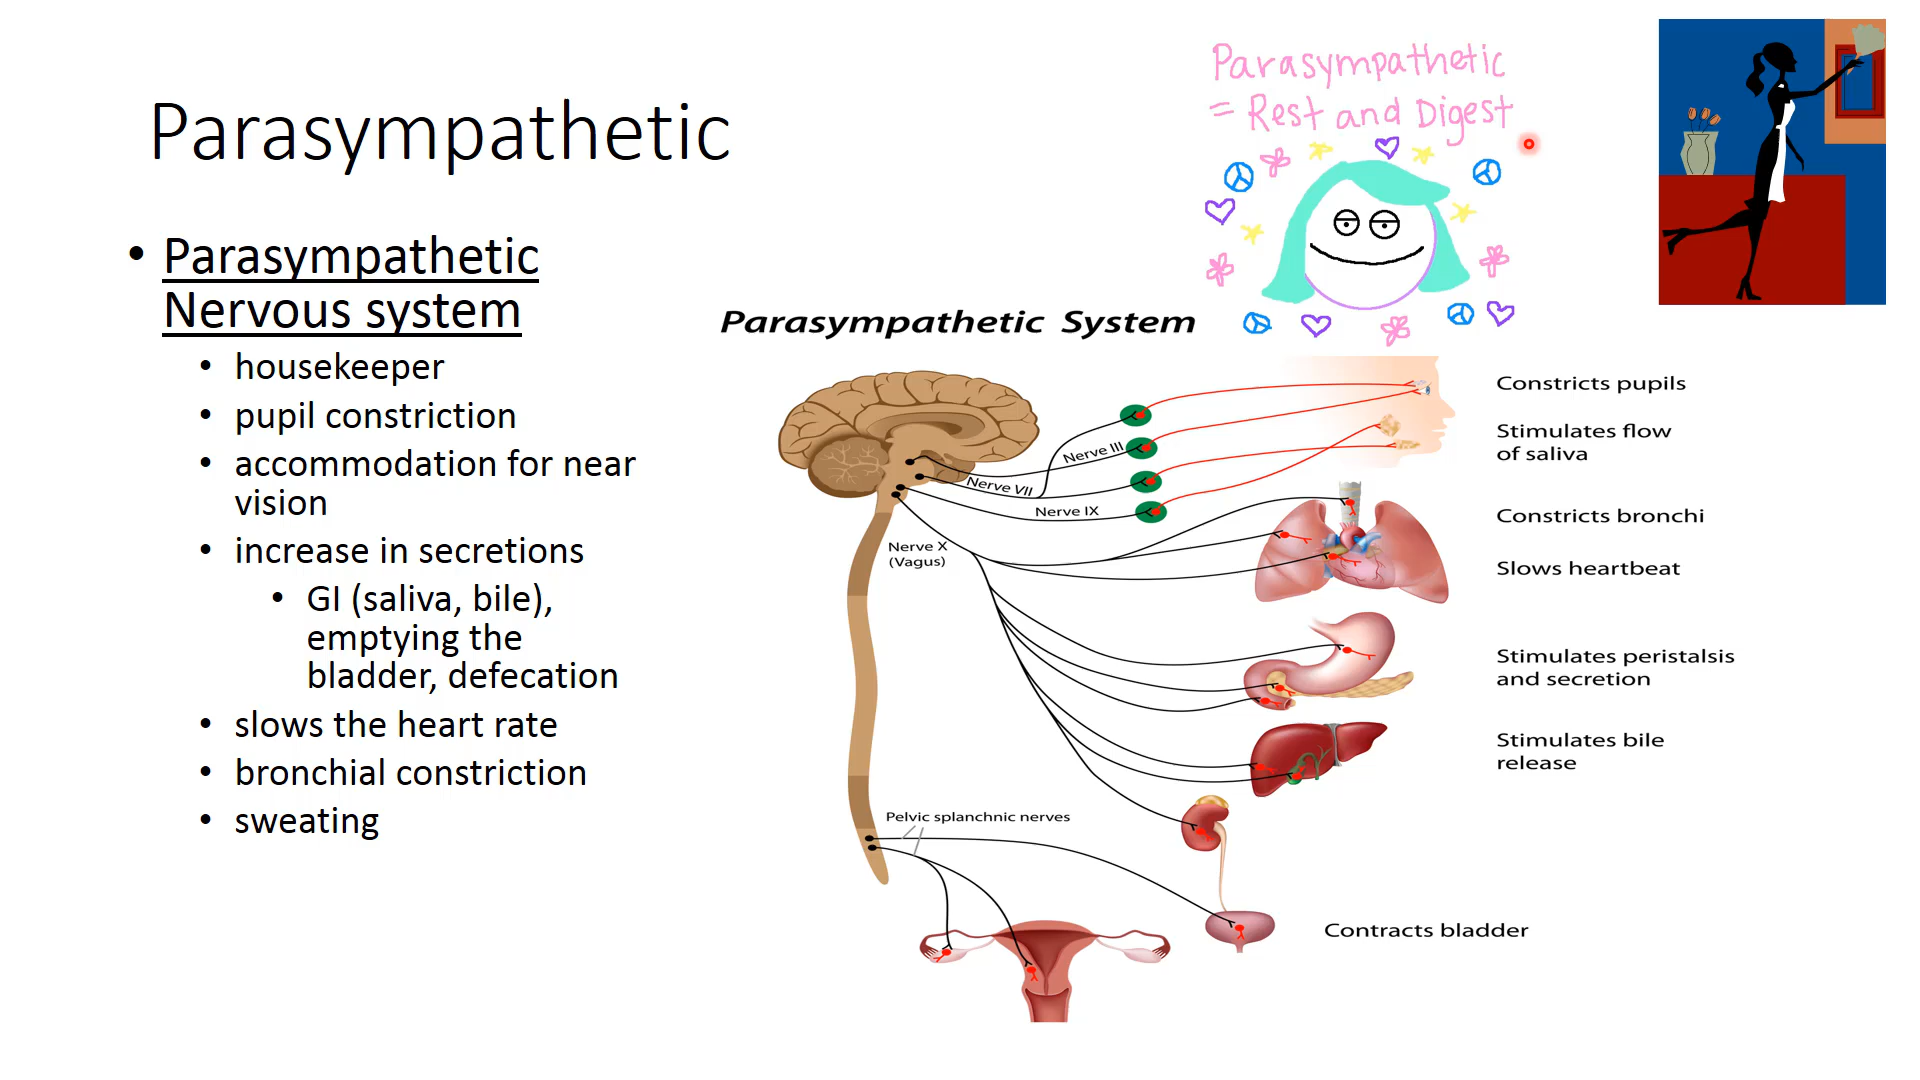 Parasympathetic
• Parasympathetic
Nervous system
• housekeeper
• pupil constriction
• accommodation for near
vision
• increase in secretions
• GI (saliva, bile),
emptying the
bladder, defecation
• slows the heart rate
• bronchial constriction
• sweating
Parasympathetic
= Rest and Digest
Parasympathetic System
Nerve III
Nerve VII
Nerve IX
Nerve X
(Vagus)
Pelvic splanchnic nerves
Constricts pupils
Stimulates flow
of saliva
Constricts bronchi
Slows heartbeat
Stimulates peristalsis
and secretion
Stimulates bile
release
Contracts bladder